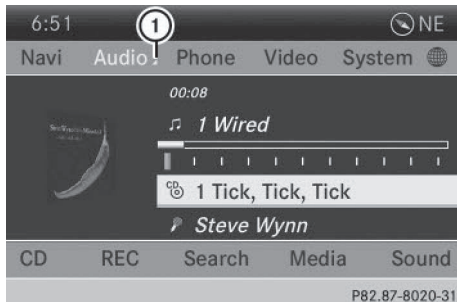 6:51 1 NE
Navi Audio Phone Video System
00:08
1 Wired
CD 1 Tick, Tick, Tick
Steve Wynn
CD REC Search Media Sound
P82.87-8020-31